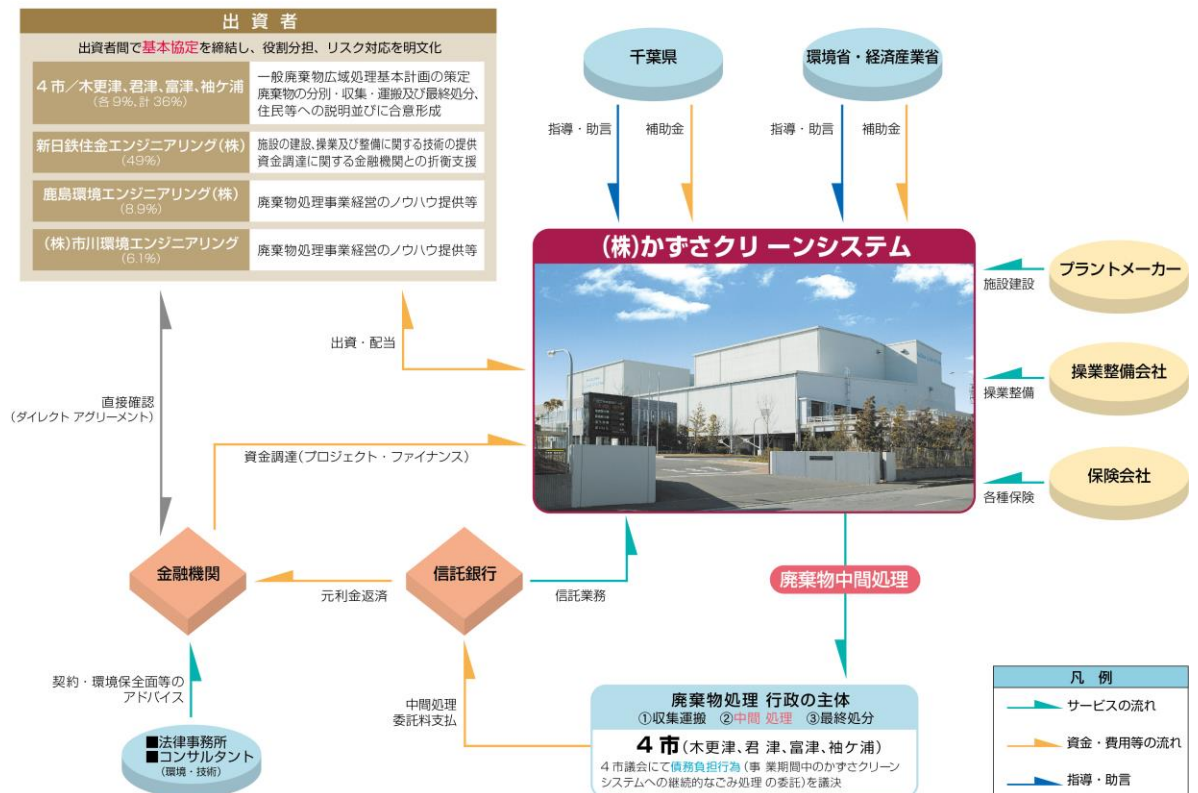 出資者
出資者間で基本協定を締結し、役割分担、リスク対応を明文化
4市／木更津、君津、富津、袖ケ浦
(各9%、計36%)
一般廃棄物広域処理基本計画の策定
廃棄物の分別・収集・運搬及び最終処分、
住民等への説明並びに合意形成
新日鉄住金エンジニアリング(株)
(49%)
施設の建設、操業及び整備に関する技術の提供
資金調達に関する金融機関との折衝支援
鹿島環境エンジニアリング(株)
(8.9%)
廃棄物処理事業経営のノウハウ提供等
(株)市川環境エンジニアリング
(6.1%)
廃棄物処理事業経営のノウハウ提供等
千葉県
環境省・経済産業省
指導・助言
補助金
指導・助言
補助金
(株)かずさクリーンシステム
プラントメーカー
施設建設
操業整備会社
操業整備
保険会社
各種保険
出資・配当
直接確認
(ダイレクト アグリーメント)
資金調達(プロジェクト・ファイナンス)
金融機関
信託銀行
元利金返済
信託業務
廃棄物中間処理
契約・環境保全面等の
アドバイス
中間処理
委託料支払
■法律事務所
■コンサルタント
(環境・技術)
廃棄物処理 行政の主体
①収集運搬 ②中間 処理 ③最終処分
4市(木更津、君 津、富津、袖ケ浦)
4市議会にて債務負担行為(事 業期間中のかずさクリーン
システムへの継続的なごみ処理 の委託)を議決
凡 例
サービスの流れ
資金・費用等の流れ
指導・助言